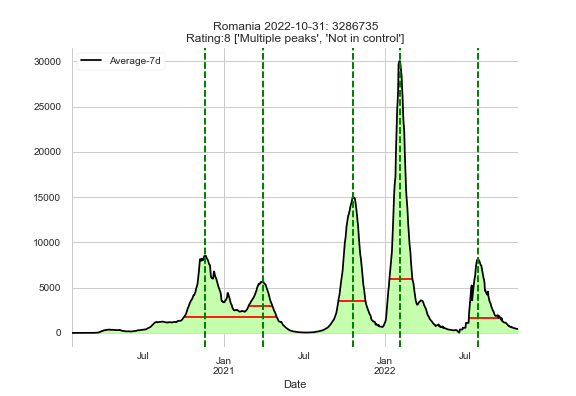 Romania 2022-10-31: 3286735
Rating:8 ['Multiple peaks', 'Not in control']
Average-7d
30000
25000
20000
15000
10000
5000
0
Jul
Jan
2021
Jul
Jan
2022
Jul
Date